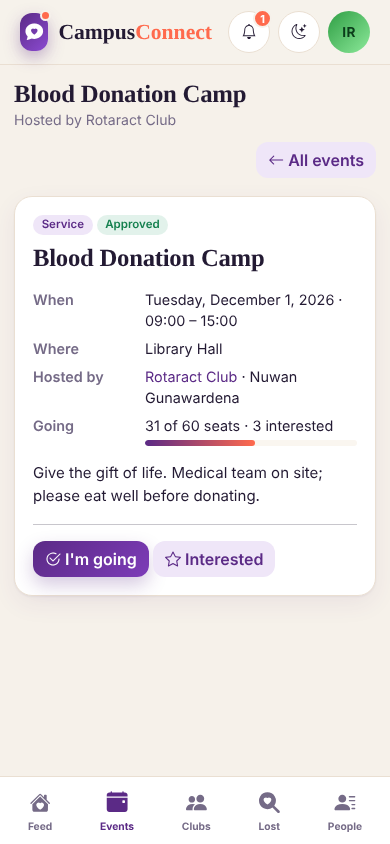 CampusConnect
1
IR
Blood Donation Camp
Hosted by Rotaract Club
← All events
Service Approved
Blood Donation Camp
When Tuesday, December 1, 2026 ·
09:00 – 15:00
Where Library Hall
Hosted by Rotaract Club · Nuwan
Gunawardena
Going 31 of 60 seats · 3 interested
Give the gift of life. Medical team on site;
please eat well before donating.
I'm going Interested
Feed Events Clubs Lost People